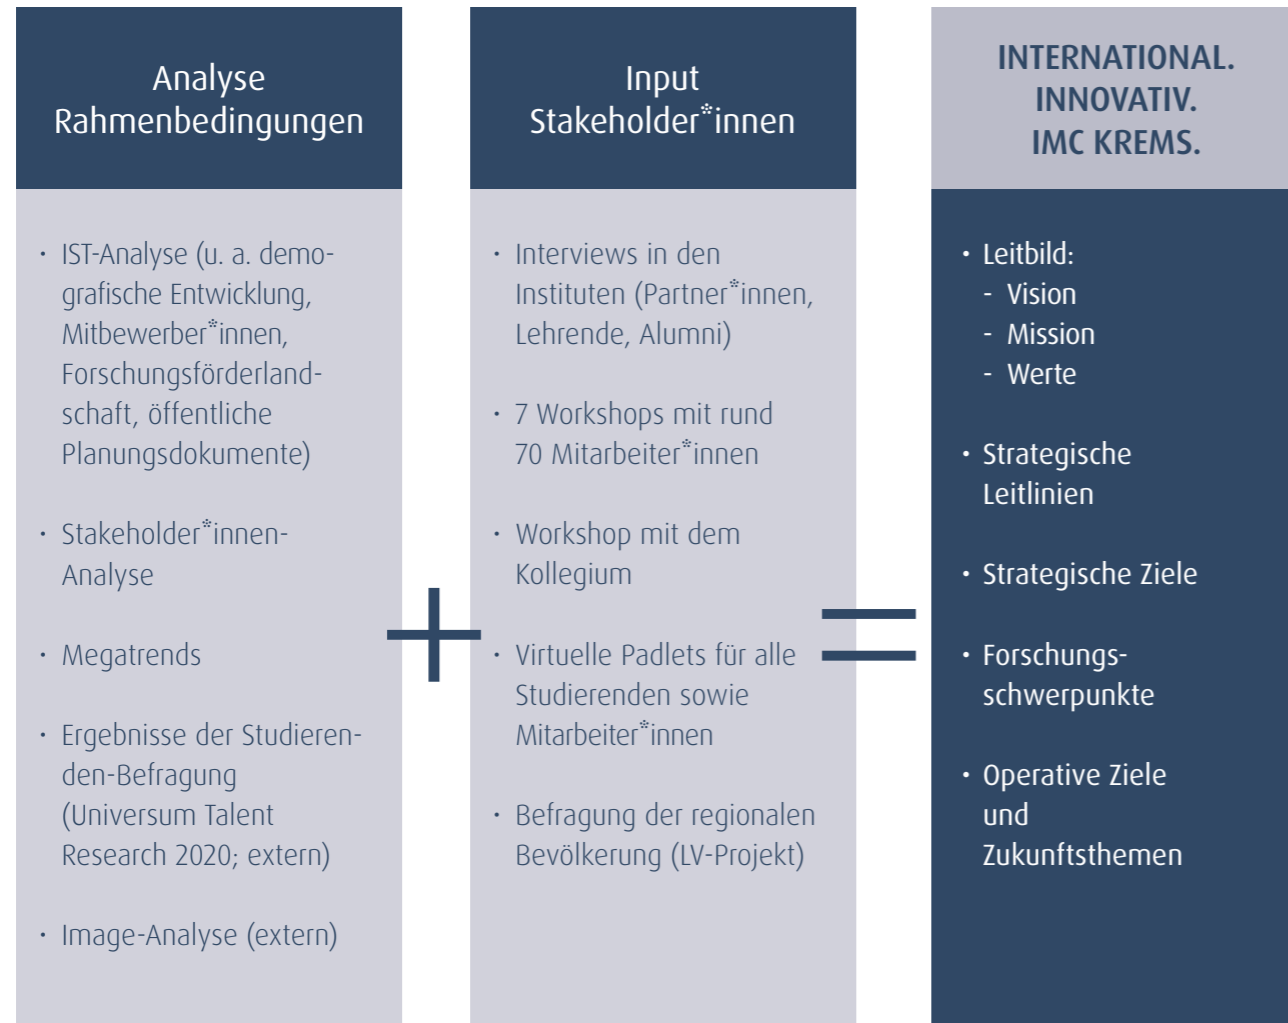 Analyse
Rahmenbedingungen
· IST-Analyse (u. a. demo-
grafische Entwicklung,
Mitbewerber*innen,
Forschungsförderland-
schaft, öffentliche
Planungsdokumente)
· Stakeholder*innen-
Analyse
· Megatrends
· Ergebnisse der Studieren-
den-Befragung
(Universum Talent
Research 2020; extern)
· Image-Analyse (extern)
+
Input
Stakeholder*innen
· Interviews in den
Instituten (Partner*innen,
Lehrende, Alumni)
· 7 Workshops mit rund
70 Mitarbeiter*innen
· Workshop mit dem
Kollegium
· Virtuelle Padlets für alle
Studierenden sowie
Mitarbeiter*innen
· Befragung der regionalen
Bevölkerung (LV-Projekt)
=
INTERNATIONAL.
INNOVATIV.
IMC KREMS.
· Leitbild:
- Vision
- Mission
- Werte
· Strategische
Leitlinien
· Strategische Ziele
· Forschungs-
schwerpunkte
· Operative Ziele
und
Zukunftsthemen